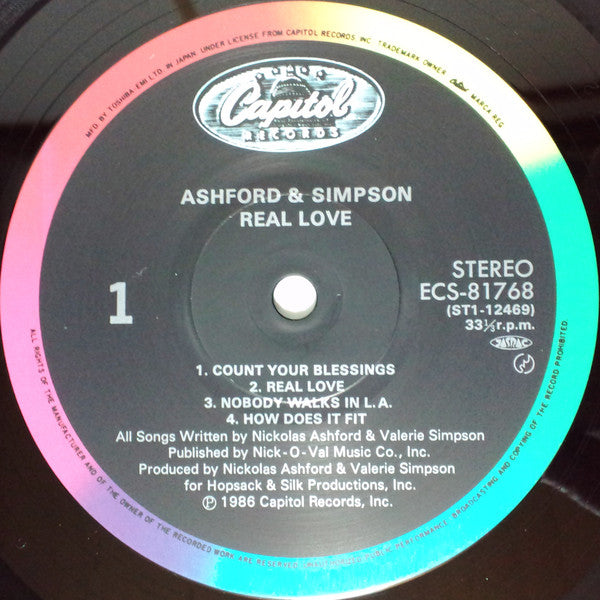 MFD. BY TOSHIBA-EMI LTD. IN JAPAN. UNDER LICENSE FROM CAPITOL RECORDS INC. TRADEMARK OWNER Capitol MARCA REG.
Capitol
RECORDS
ASHFORD & SIMPSON
REAL LOVE
1
STEREO
ECS-81768
(ST1-12469)
33⅓r.p.m.
JASRAC
1. COUNT YOUR BLESSINGS
2. REAL LOVE
3. NOBODY WALKS IN L.A.
4. HOW DOES IT FIT
All Songs Written by Nickolas Ashford & Valerie Simpson
Published by Nick-O-Val Music Co., Inc.
Produced by Nickolas Ashford & Valerie Simpson
for Hopsack & Silk Productions, Inc.
℗ 1986 Capitol Records, Inc.
ALL RIGHTS OF THE MANUFACTURER AND OF THE OWNER OF THE RECORDED WORK ARE RESERVED. PERFORMANCE, BROADCASTING AND COPYING OF THE RECORD PROHIBITED.